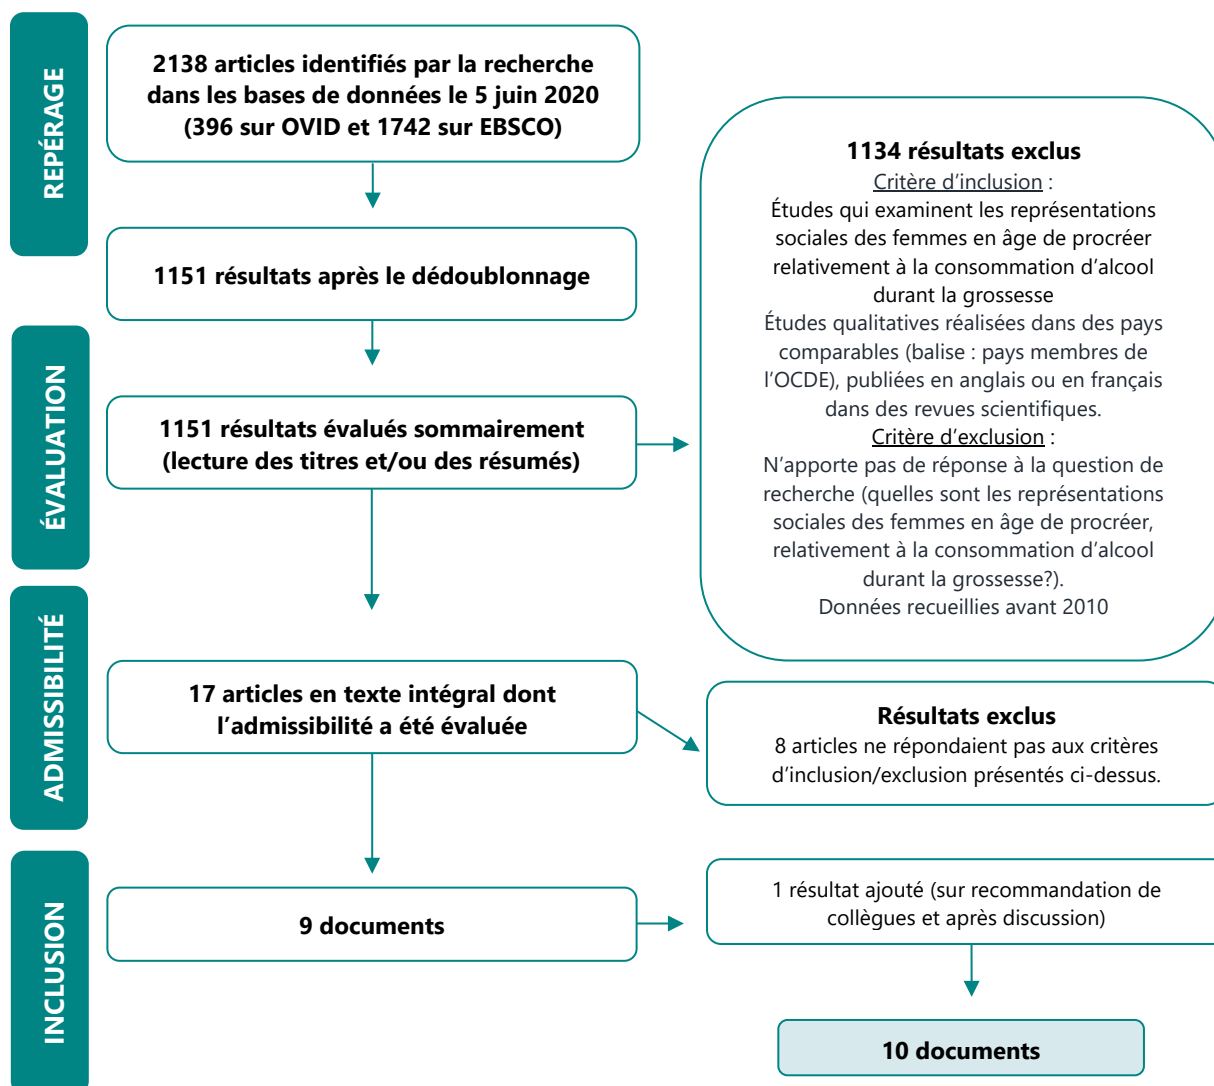 REPÉRAGE
2138 articles identifiés par la recherche
dans les bases de données le 5 juin 2020
(396 sur OVID et 1742 sur EBSCO)
1151 résultats après le dédoublonnage
ÉVALUATION
1151 résultats évalués sommairement
(lecture des titres et/ou des résumés)
1134 résultats exclus
Critère d’inclusion :
Études qui examinent les représentations
sociales des femmes en âge de procréer
relativement à la consommation d’alcool
durant la grossesse
Études qualitatives réalisées dans des pays
comparables (balise : pays membres de
l’OCDE), publiées en anglais ou en français
dans des revues scientifiques.
Critère d’exclusion :
N’apporte pas de réponse à la question de
recherche (quelles sont les représentations
sociales des femmes en âge de procréer,
relativement à la consommation d’alcool
durant la grossesse?).
Données recueillies avant 2010
ADMISSIBILITÉ
17 articles en texte intégral dont
l’admissibilité a été évaluée
Résultats exclus
8 articles ne répondaient pas aux critères
d’inclusion/exclusion présentés ci-dessus.
INCLUSION
9 documents
1 résultat ajouté (sur recommandation de
collègues et après discussion)
10 documents